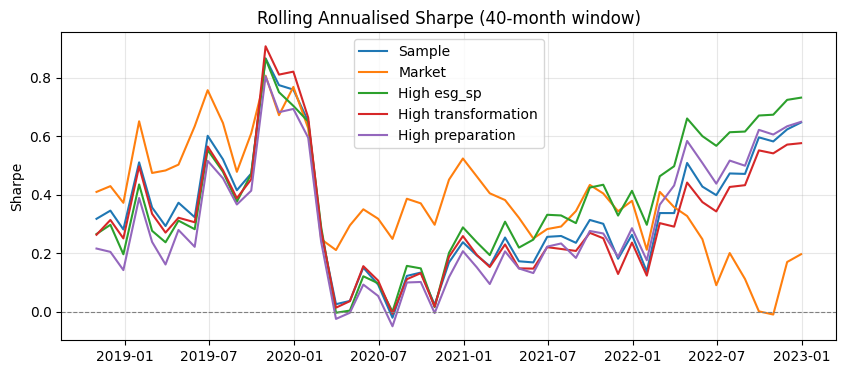 Rolling Annualised Sharpe (40-month window)
Sample
Market
High esg_sp
High transformation
High preparation
Sharpe
0.8
0.6
0.4
0.2
0.0
2019-01
2019-07
2020-01
2020-07
2021-01
2021-07
2022-01
2022-07
2023-01